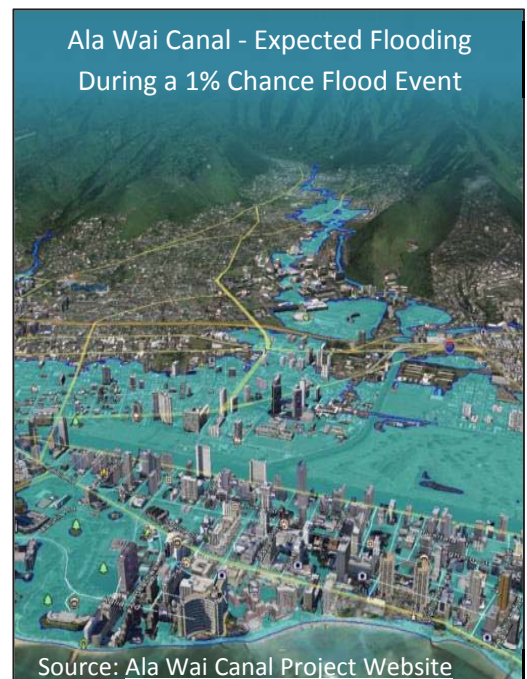 Ala Wai Canal - Expected Flooding
During a 1% Chance Flood Event
Source: Ala Wai Canal Project Website